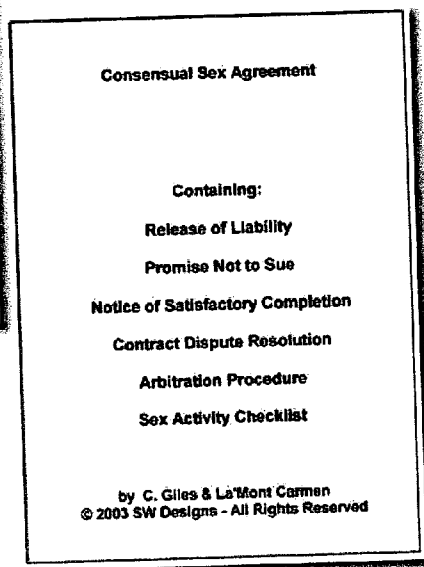 Consensual Sex Agreement
Containing:
Release of Liability
Promise Not to Sue
Notice of Satisfactory Completion
Contract Dispute Resolution
Arbitration Procedure
Sex Activity Checklist
by C. Giles & La'Mont Carmen
© 2003 SW Designs - All Rights Reserved